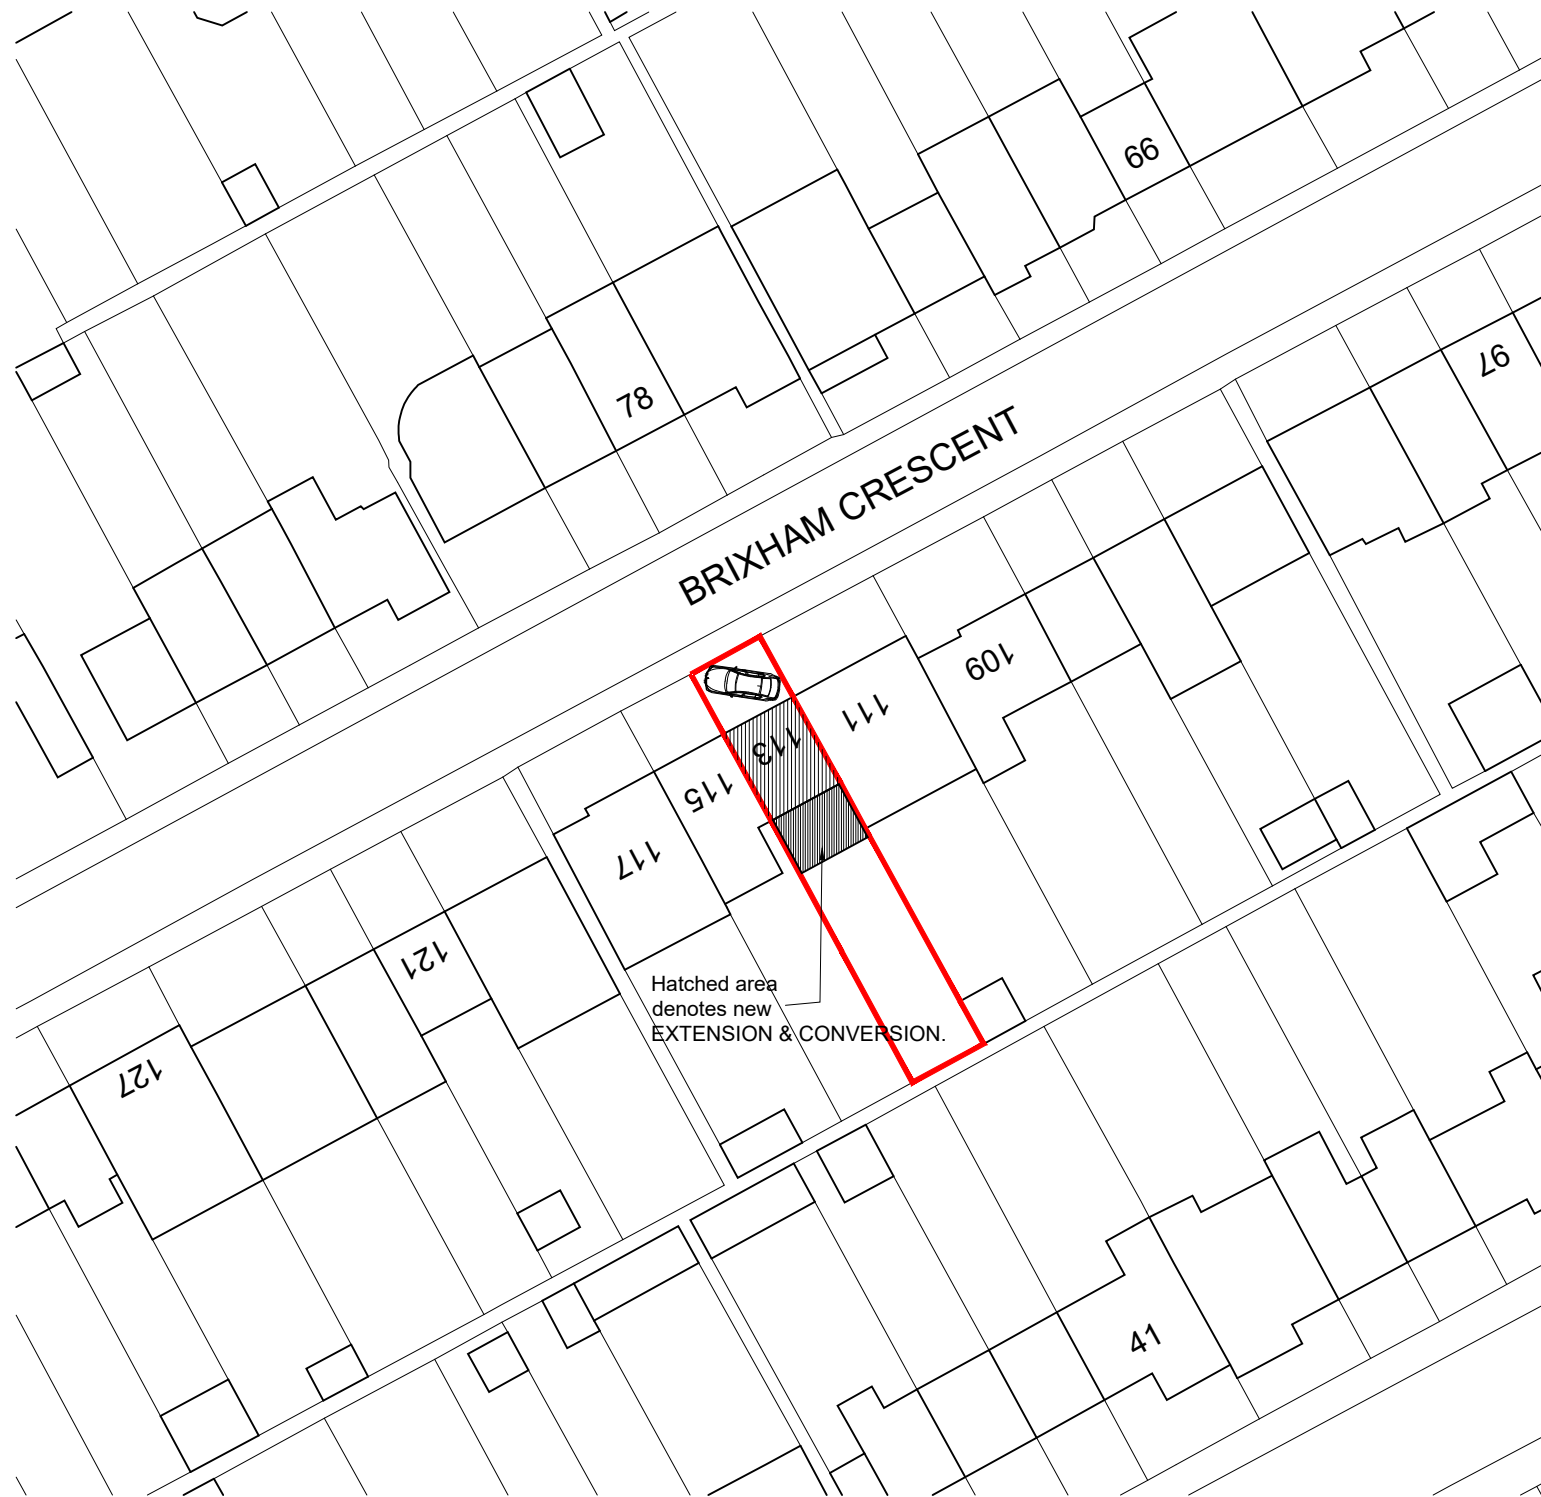 66
97
78
BRIXHAM CRESCENT
109
111
113
115
117
121
127
Hatched area
denotes new
EXTENSION & CONVERSION.
41